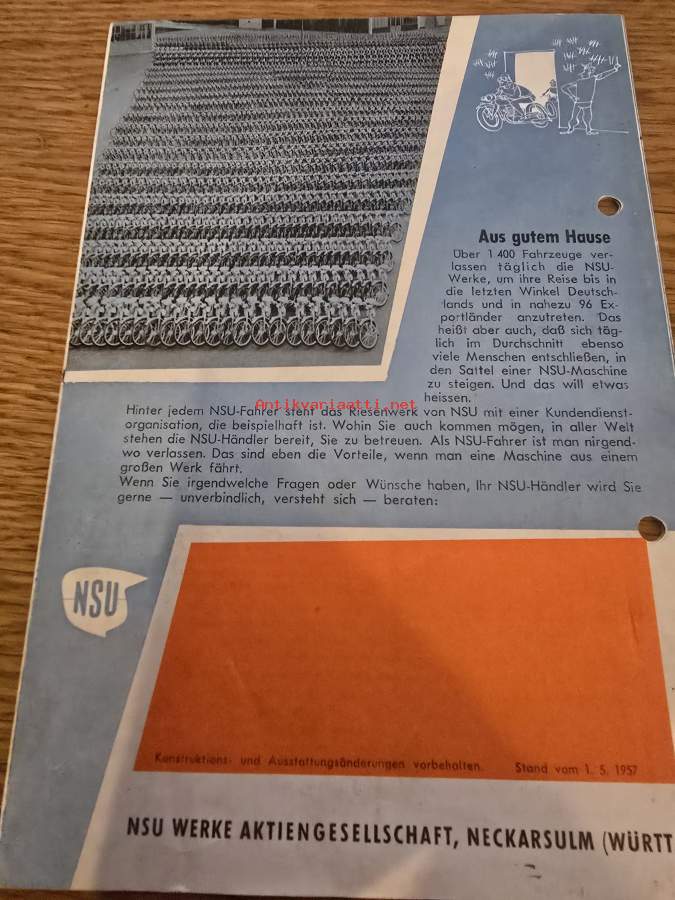 Aus gutem Hause
Über 1 400 Fahrzeuge ver-
lassen täglich die NSU-
Werke, um ihre Reise bis in
die letzten Winkel Deutsch-
lands und in nahezu 96 Ex-
portländer anzutreten. Das
heißt aber auch, daß sich täg-
lich im Durchschnitt ebenso
viele Menschen entschließen, in
den Sattel einer NSU-Maschine
zu steigen. Und das will etwas
heissen.
Antikvariaatti.net
Hinter jedem NSU-Fahrer steht das Riesenwerk von NSU mit einer Kundendienst-
organisation, die beispielhaft ist. Wohin Sie auch kommen mögen, in aller Welt
stehen die NSU-Händler bereit, Sie zu betreuen. Als NSU-Fahrer ist man nirgend-
wo verlassen. Das sind eben die Vorteile, wenn man eine Maschine aus einem
großen Werk fährt.
Wenn Sie irgendwelche Fragen oder Wünsche haben, Ihr NSU-Händler wird Sie
gerne — unverbindlich, versteht sich — beraten:
NSU
Konstruktions- und Ausstattungsänderungen vorbehalten. Stand vom 1. 5. 1957
NSU WERKE AKTIENGESELLSCHAFT, NECKARSULM (WÜRTT